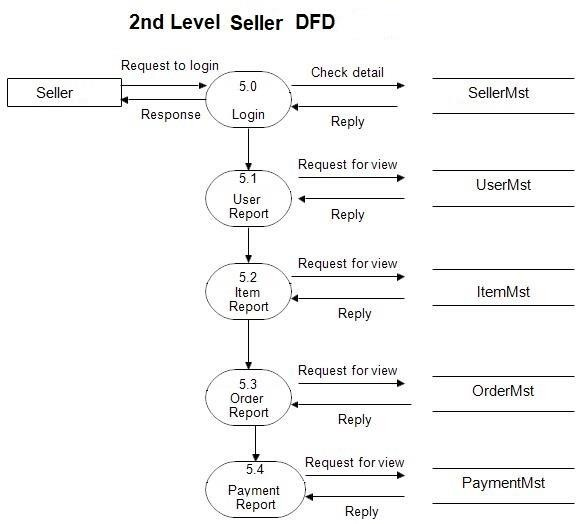 2nd Level Seller DFD
Request to login
Check detail
5.0
Seller
SellerMst
Response
Login
Reply
5.1
Request for view
User
UserMst
Report
Reply
5.2
Request for view
Item
ItemMst
Report
Reply
5.3
Request for view
Order
OrderMst
Report
Reply
5.4
Request for view
Payment
PaymentMst
Report
Reply